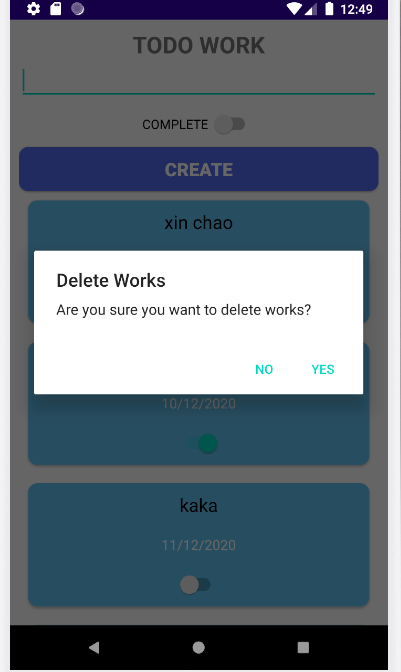 12:49
TODO WORK
COMPLETE
CREATE
xin chao
Delete Works
Are you sure you want to delete works?
NO YES
10/12/2020
kaka
11/12/2020